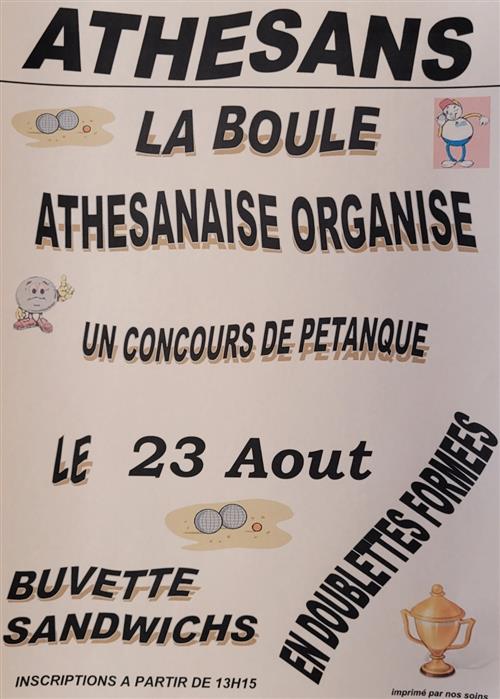 ATHESANS
LA BOULE
ATHESANAISE ORGANISE
UN CONCOURS DE PETANQUE
LE 23 Aout
EN DOUBLETTES FORMEES
BUVETTE
SANDWICHS
INSCRIPTIONS A PARTIR DE 13H15
imprimé par nos soins